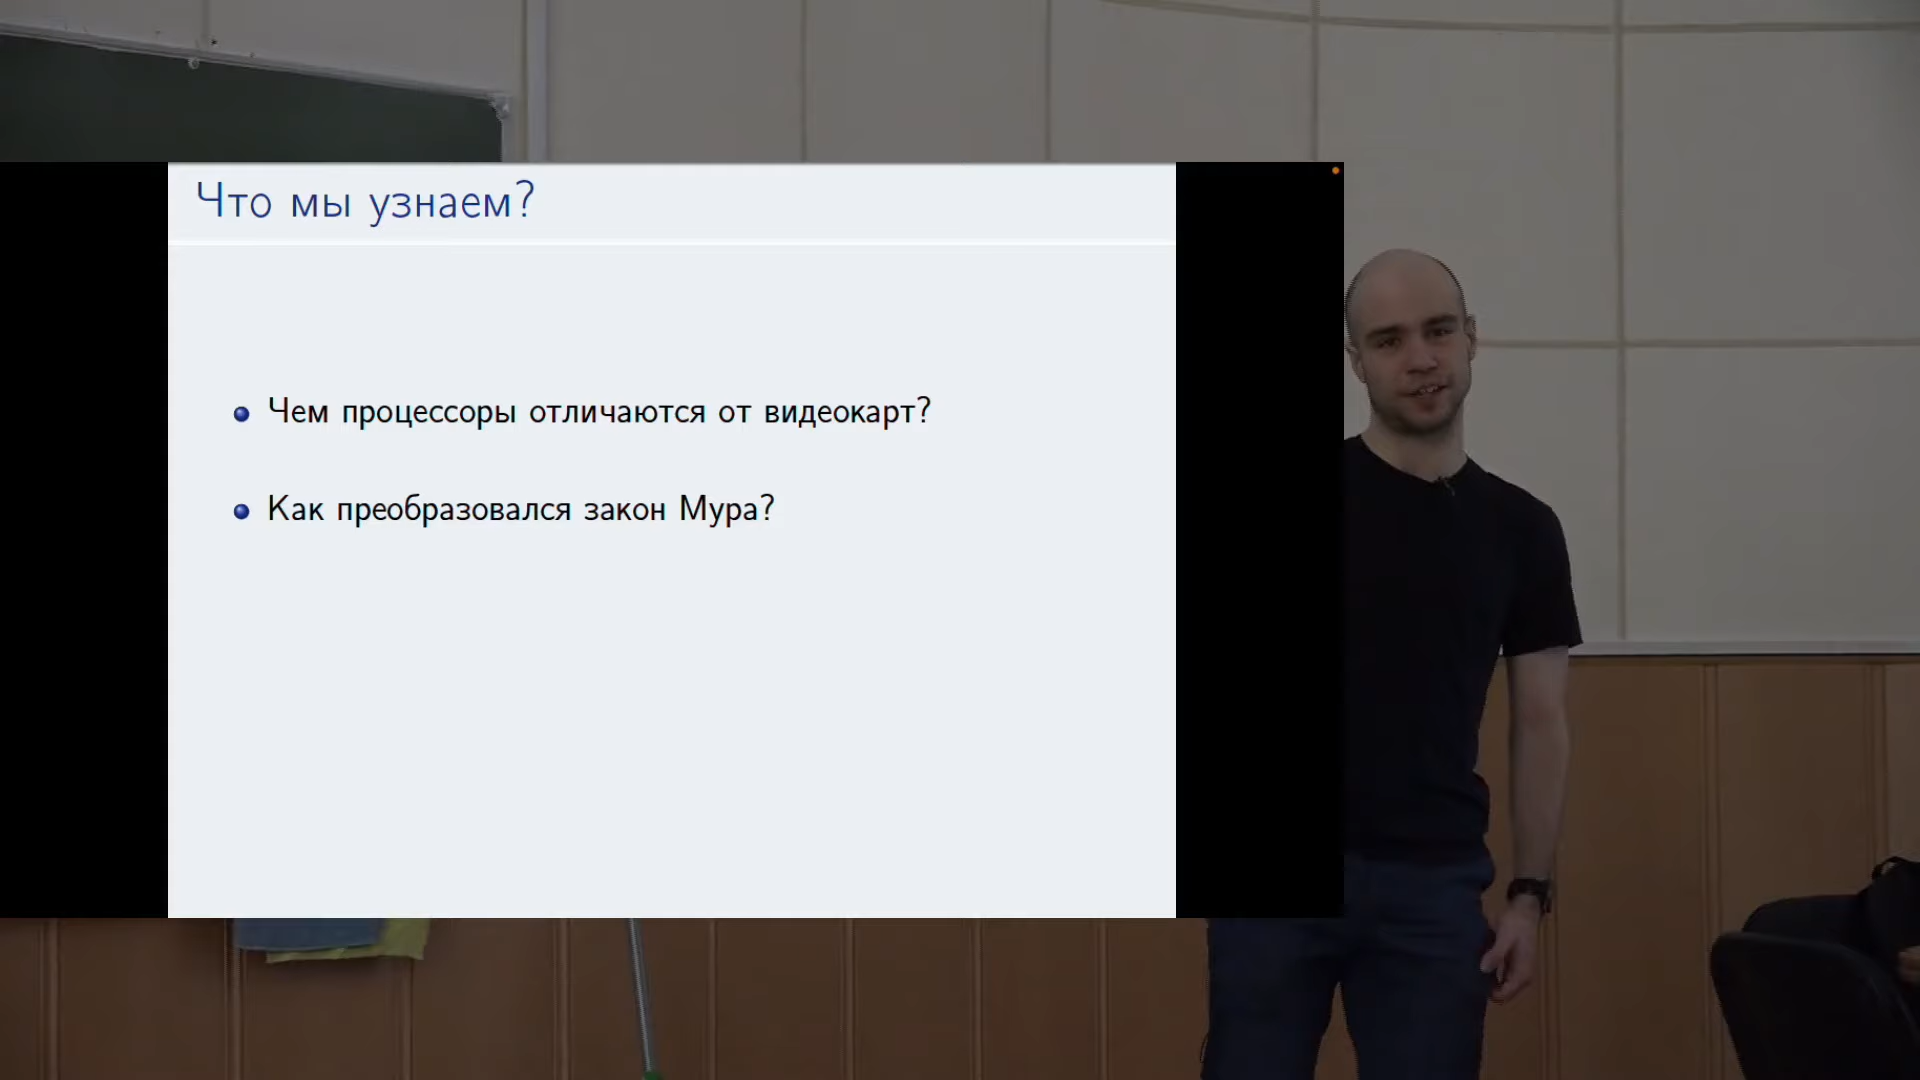 Что мы узнаем?
Чем процессоры отличаются от видеокарт?
Как преобразовался закон Мура?